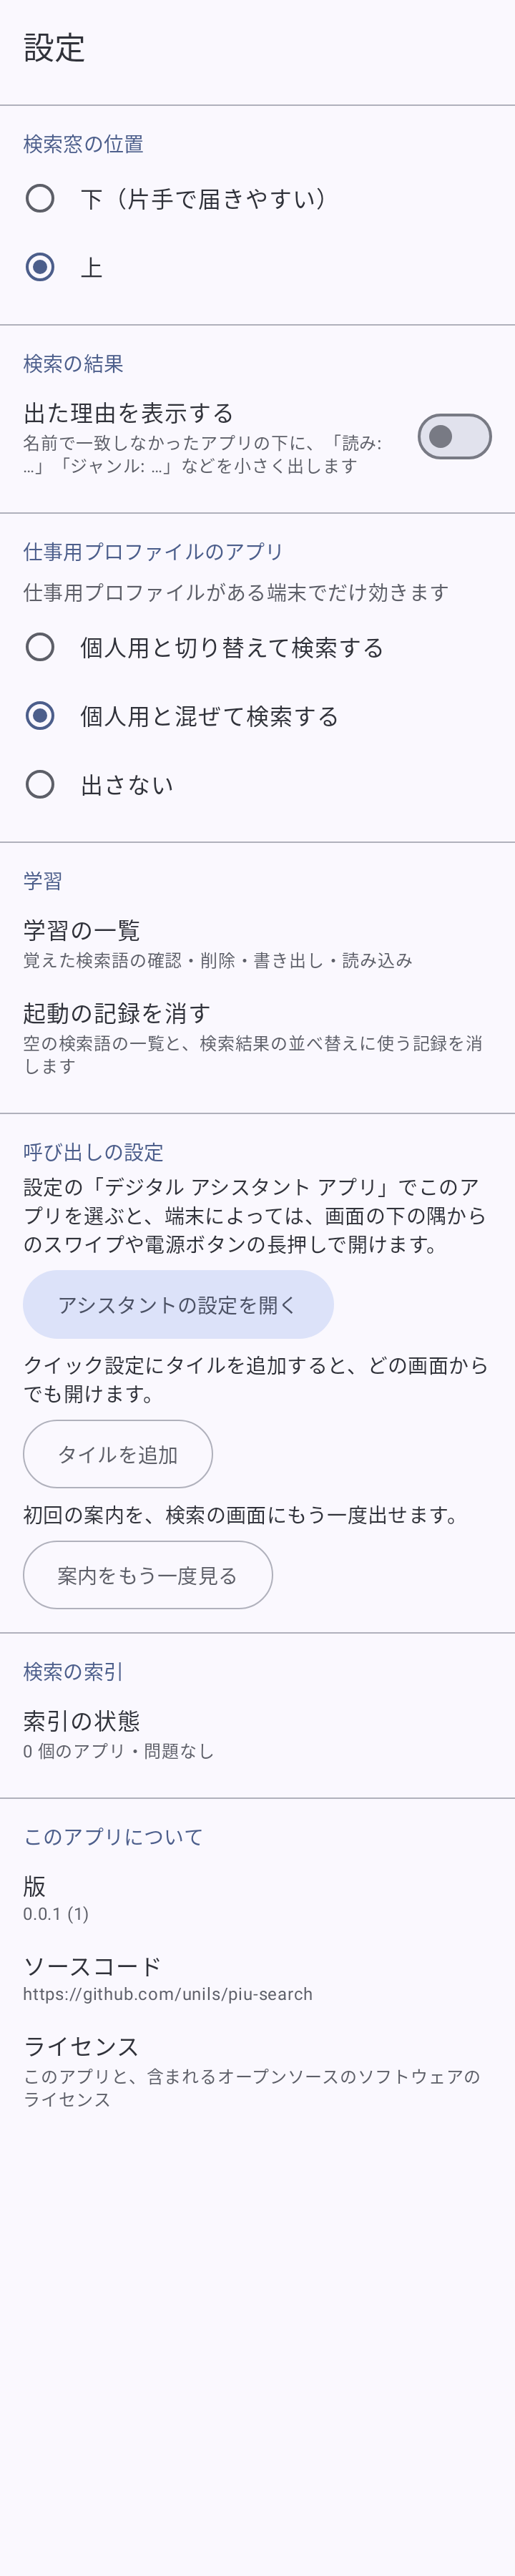 設定
検索窓の位置
下（片手で届きやすい）
上
検索の結果
出た理由を表示する
名前で一致しなかったアプリの下に、「読み:
…」「ジャンル: …」などを小さく出します
仕事用プロファイルのアプリ
仕事用プロファイルがある端末でだけ効きます
個人用と切り替えて検索する
個人用と混ぜて検索する
出さない
学習
学習の一覧
覚えた検索語の確認・削除・書き出し・読み込み
起動の記録を消す
空の検索語の一覧と、検索結果の並べ替えに使う記録を消
します
呼び出しの設定
設定の「デジタル アシスタント アプリ」でこのア
プリを選ぶと、端末によっては、画面の下の隅から
のスワイプや電源ボタンの長押しで開けます。
アシスタントの設定を開く
クイック設定にタイルを追加すると、どの画面から
でも開けます。
タイルを追加
初回の案内を、検索の画面にもう一度出せます。
案内をもう一度見る
検索の索引
索引の状態
0 個のアプリ・問題なし
このアプリについて
版
0.0.1 (1)
ソースコード
https://github.com/unils/piu-search
ライセンス
このアプリと、含まれるオープンソースのソフトウェアの
ライセンス